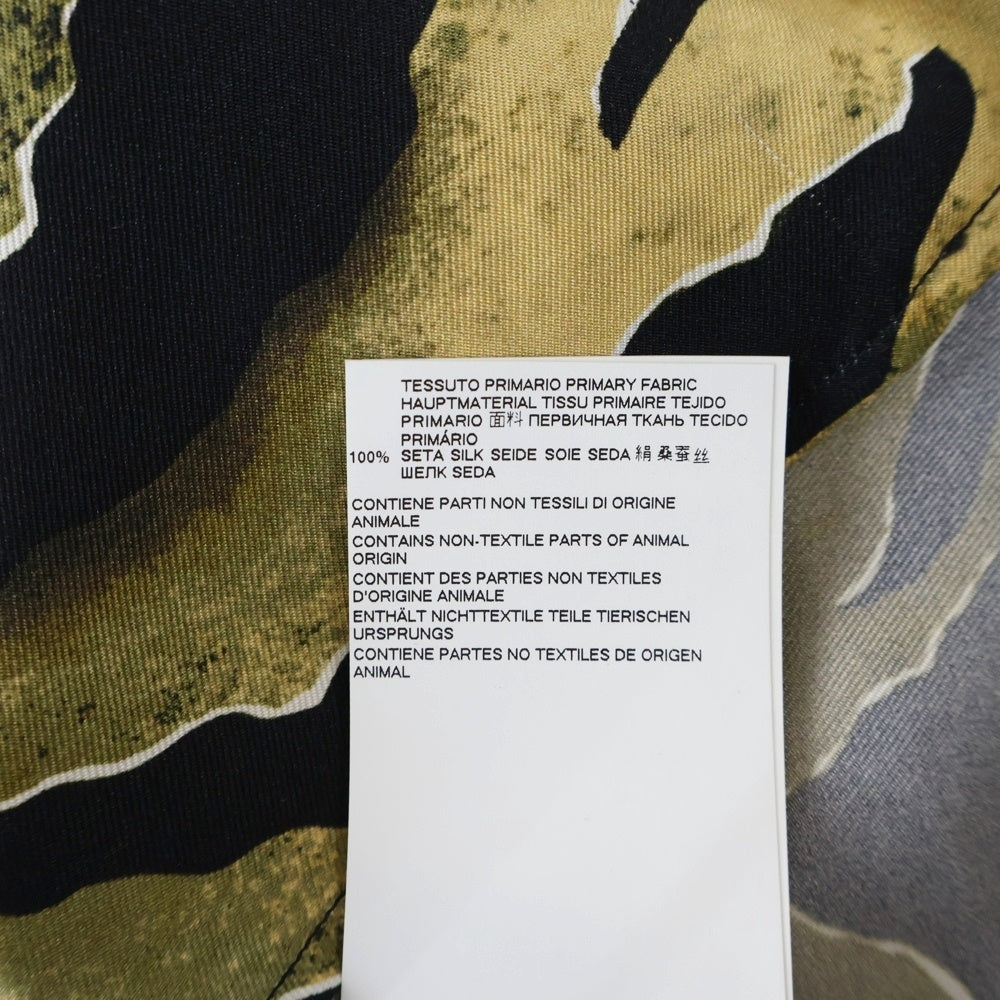 TESSUTO PRIMARIO PRIMARY FABRIC
HAUPTMATERIAL TISSU PRIMAIRE TEJIDO
PRIMARIO 面料 ПЕРВИЧНАЯ ТКАНЬ TECIDO
PRIMÁRIO
100% SETA SILK SEIDE SOIE SEDA 絹 桑蚕丝
ШЕЛК SEDA
CONTIENE PARTI NON TESSILI DI ORIGINE
ANIMALE
CONTAINS NON-TEXTILE PARTS OF ANIMAL
ORIGIN
CONTIENT DES PARTIES NON TEXTILES
D'ORIGINE ANIMALE
ENTHÄLT NICHTTEXTILE TEILE TIERISCHEN
URSPRUNGS
CONTIENE PARTES NO TEXTILES DE ORIGEN
ANIMAL